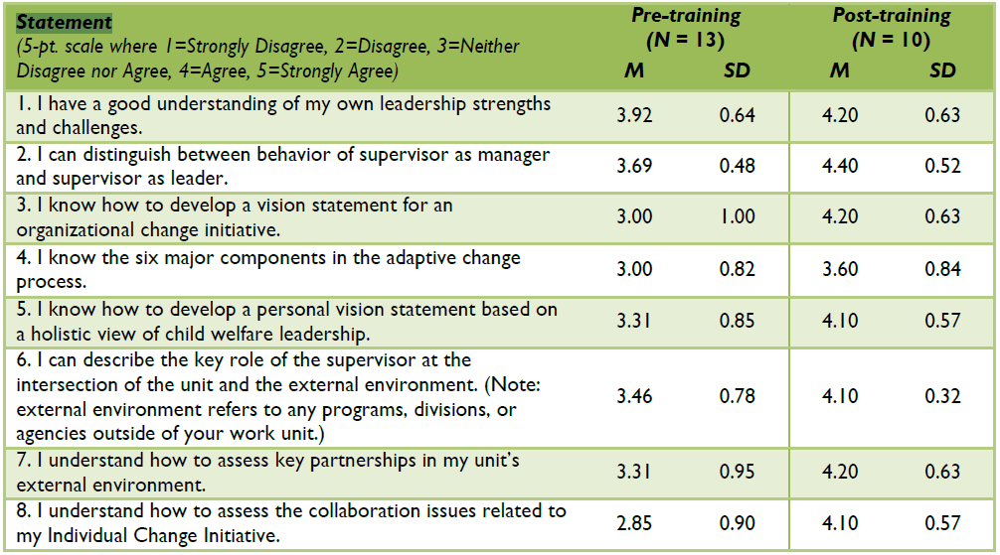 Statement
(5-pt. scale where 1=Strongly Disagree, 2=Disagree, 3=Neither
Disagree nor Agree, 4=Agree, 5=Strongly Agree)
Pre-training
(N = 13)
Post-training
(N = 10)
M SD M SD
1. I have a good understanding of my own leadership strengths
and challenges.
3.92 0.64 4.20 0.63
2. I can distinguish between behavior of supervisor as manager
and supervisor as leader.
3.69 0.48 4.40 0.52
3. I know how to develop a vision statement for an
organizational change initiative.
3.00 1.00 4.20 0.63
4. I know the six major components in the adaptive change
process.
3.00 0.82 3.60 0.84
5. I know how to develop a personal vision statement based on
a holistic view of child welfare leadership.
3.31 0.85 4.10 0.57
6. I can describe the key role of the supervisor at the
intersection of the unit and the external environment. (Note:
external environment refers to any programs, divisions, or
agencies outside of your work unit.)
3.46 0.78 4.10 0.32
7. I understand how to assess key partnerships in my unit's
external environment.
3.31 0.95 4.20 0.63
8. I understand how to assess the collaboration issues related to
my Individual Change Initiative.
2.85 0.90 4.10 0.57